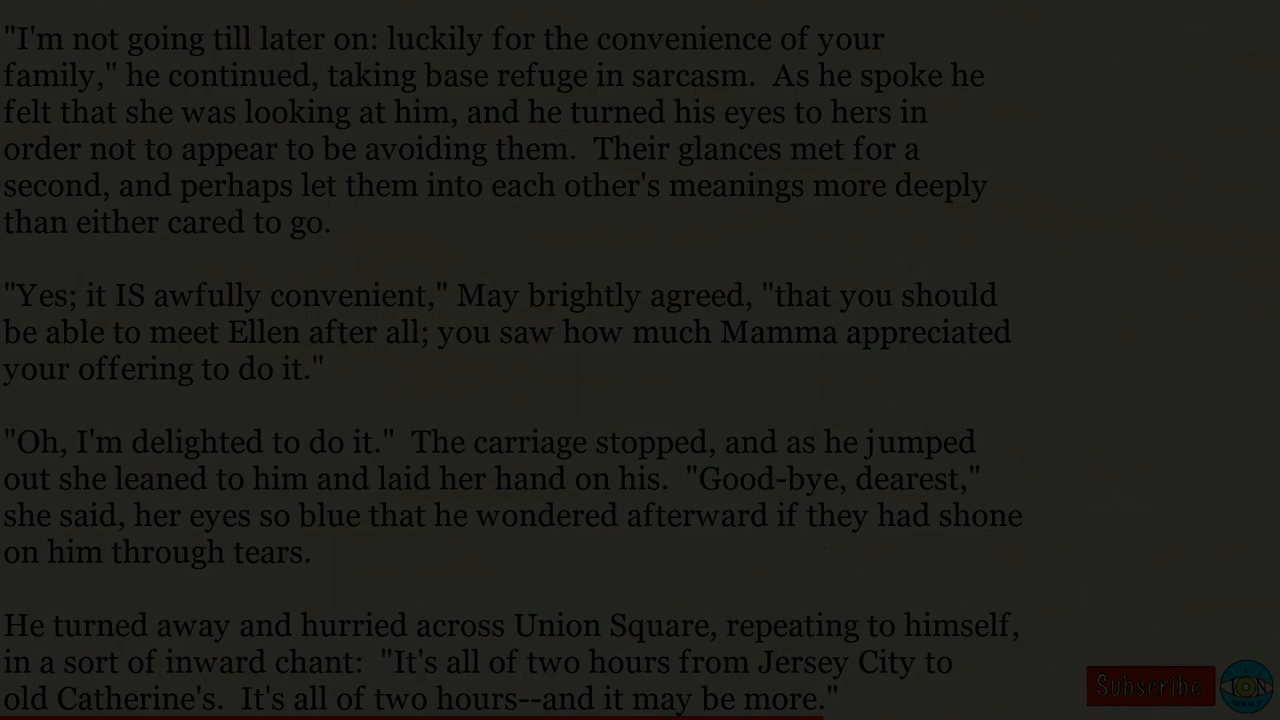 "I'm not going till later on: luckily for the convenience of your
family," he continued, taking base refuge in sarcasm.  As he spoke he
felt that she was looking at him, and he turned his eyes to hers in
order not to appear to be avoiding them.  Their glances met for a
second, and perhaps let them into each other's meanings more deeply
than either cared to go.

"Yes; it IS awfully convenient," May brightly agreed, "that you should
be able to meet Ellen after all; you saw how much Mamma appreciated
your offering to do it."

"Oh, I'm delighted to do it."  The carriage stopped, and as he jumped
out she leaned to him and laid her hand on his.  "Good-bye, dearest,"
she said, her eyes so blue that he wondered afterward if they had shone
on him through tears.

He turned away and hurried across Union Square, repeating to himself,
in a sort of inward chant:  "It's all of two hours from Jersey City to
old Catherine's.  It's all of two hours--and it may be more."
Subscribe